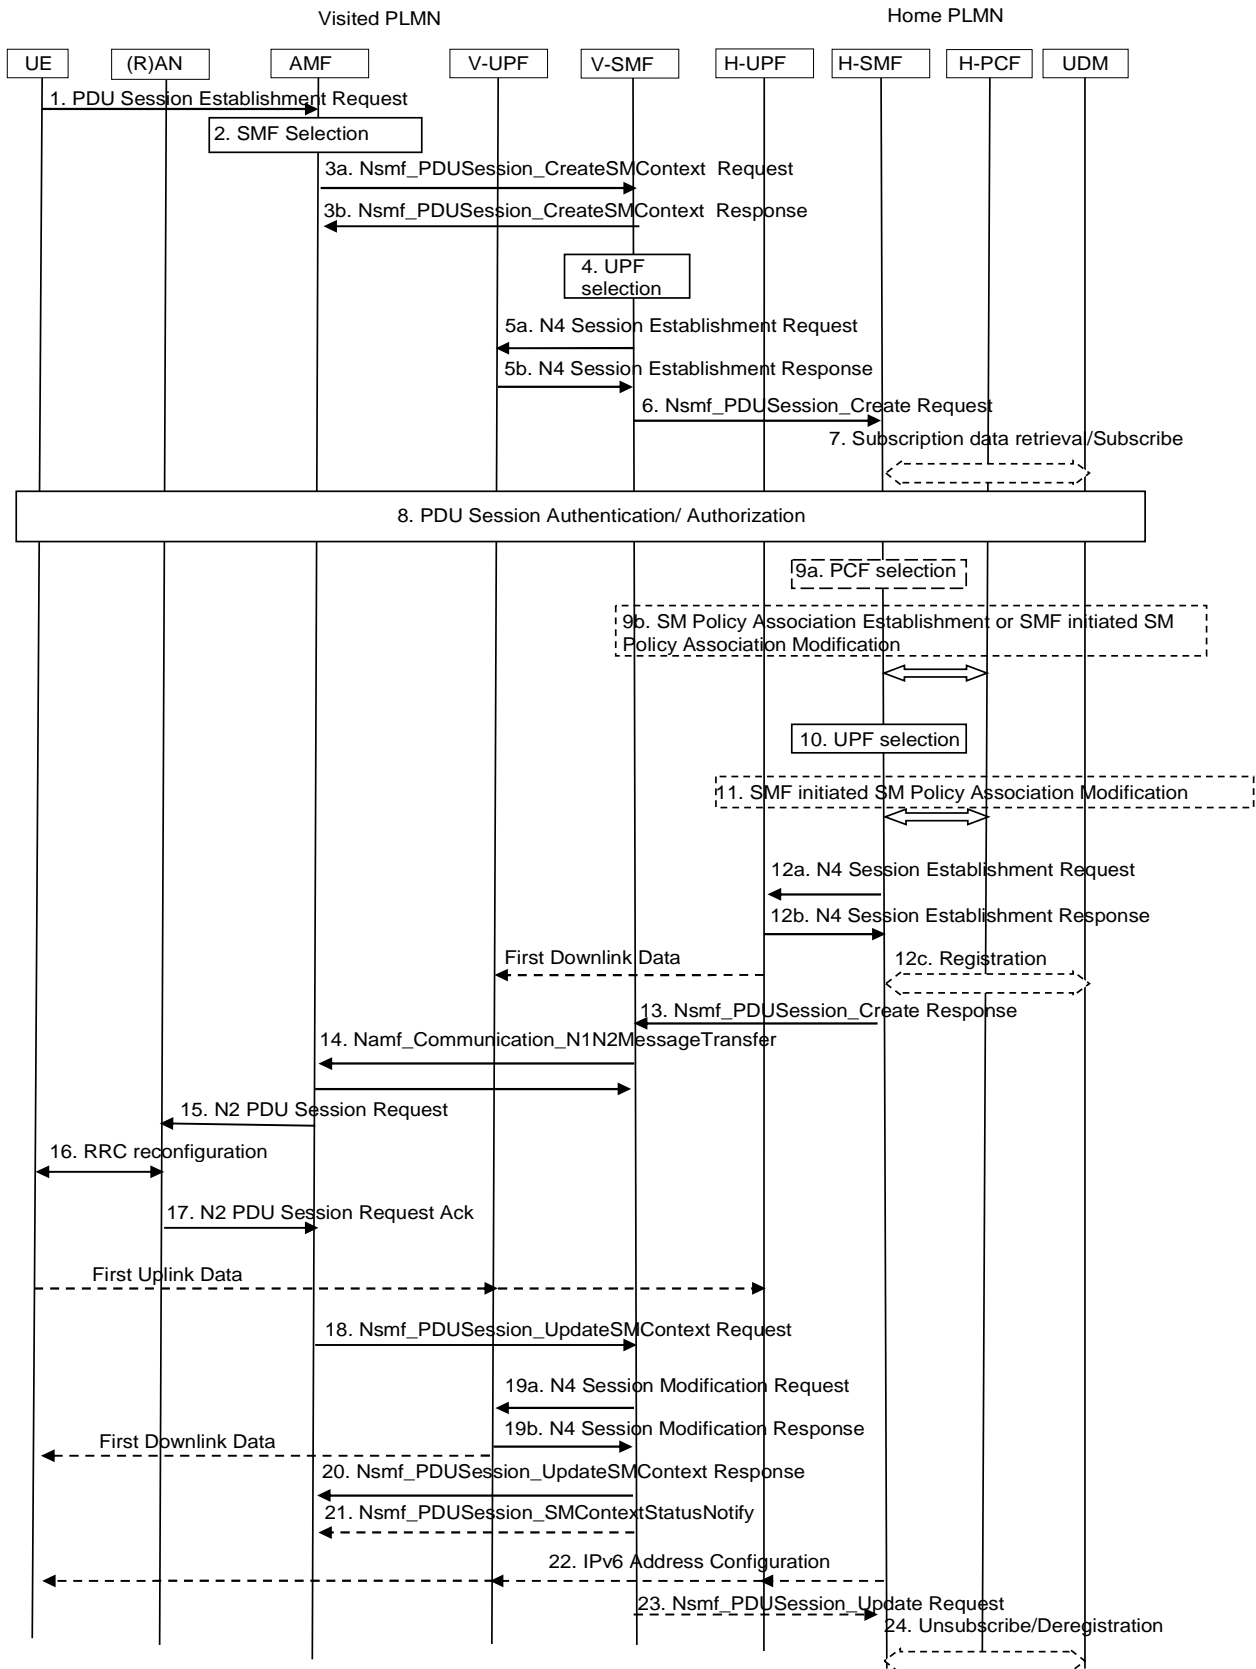 Visited PLMN
Home PLMN
UE
(R)AN
AMF
V-UPF
V-SMF
H-UPF
H-SMF
H-PCF
UDM
1. PDU Session Establishment Request
2. SMF Selection
3a. Nsmf_PDUSession_CreateSMContext Request
3b. Nsmf_PDUSession_CreateSMContext Response
4. UPF
selection
5a. N4 Session Establishment Request
5b. N4 Session Establishment Response
6. Nsmf_PDUSession_Create Request
7. Subscription data retrieval/Subscribe
8. PDU Session Authentication/ Authorization
9a. PCF selection
9b. SM Policy Association Establishment or SMF initiated SM
Policy Association Modification
10. UPF selection
11. SMF initiated SM Policy Association Modification
12a. N4 Session Establishment Request
12b. N4 Session Establishment Response
First Downlink Data
12c. Registration
13. Nsmf_PDUSession_Create Response
14. Namf_Communication_N1N2MessageTransfer
15. N2 PDU Session Request
16. RRC reconfiguration
17. N2 PDU Session Request Ack
First Uplink Data
18. Nsmf_PDUSession_UpdateSMContext Request
19a. N4 Session Modification Request
19b. N4 Session Modification Response
First Downlink Data
20. Nsmf_PDUSession_UpdateSMContext Response
21. Nsmf_PDUSession_SMContextStatusNotify
22. IPv6 Address Configuration
23. Nsmf_PDUSession_Update Request
24. Unsubscribe/Deregistration